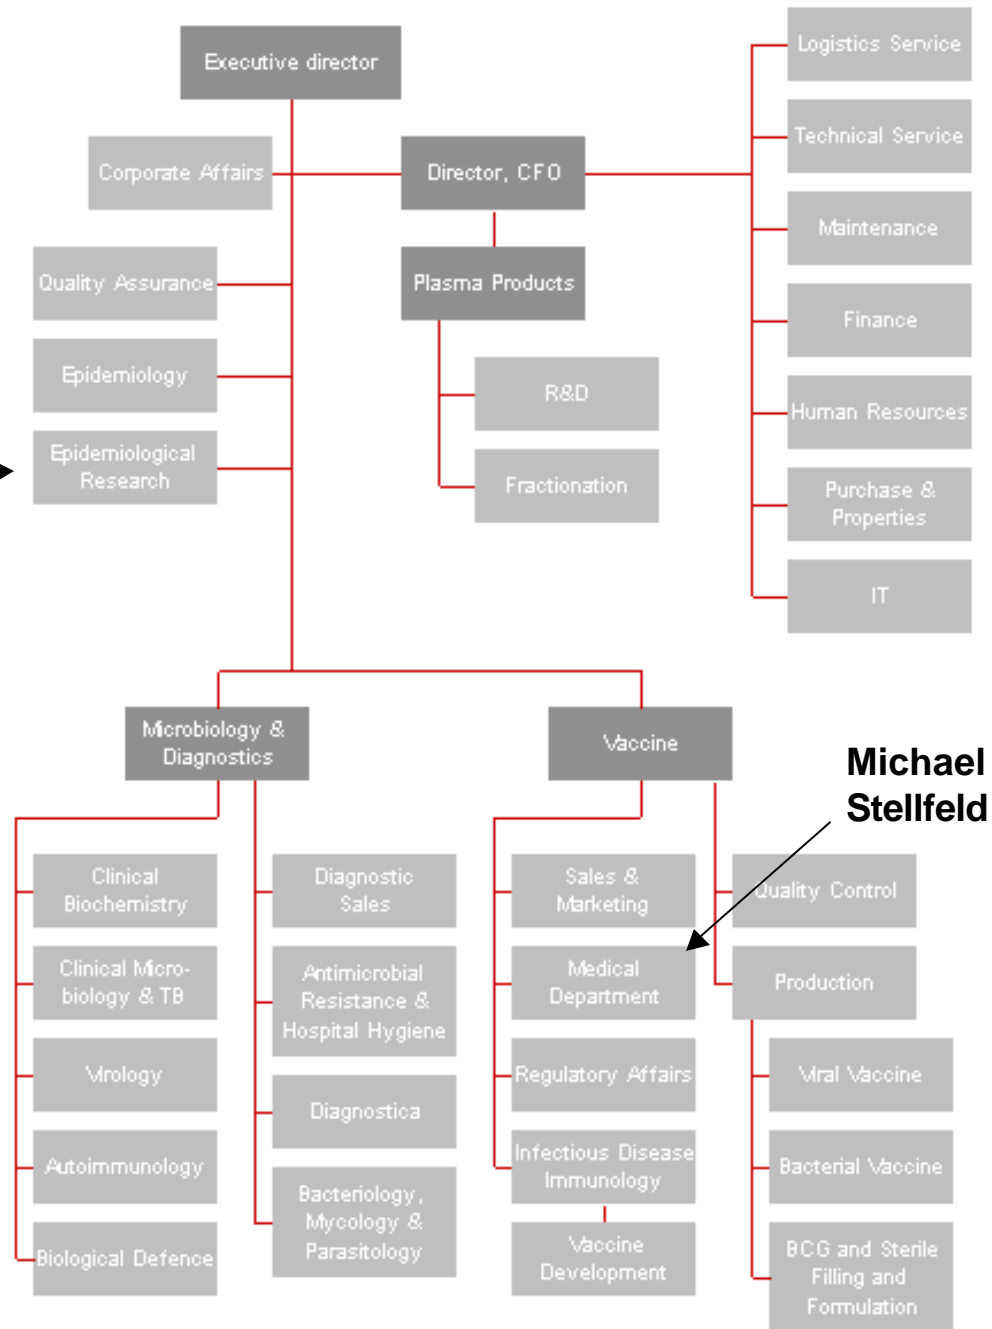 Executive director
Logistics Service
Technical Service
Corporate Affairs
Director, CFO
Maintenance
Quality Assurance
Plasma Products
Finance
Epidemiology
R&D
Human Resources
Epidemiological
Research
Fractionation
Purchase &
Properties
IT
Microbiology &
Diagnostics
Vaccine
Michael
Stellfeld
Clinical
Biochemistry
Diagnostic
Sales
Sales &
Marketing
Quality Control
Clinical Micro-
biology & TB
Antimicrobial
Resistance &
Hospital Hygiene
Medical
Department
Production
Virology
Diagnostica
Regulatory Affairs
Viral Vaccine
Autoimmunology
Bacteriology,
Mycology &
Parasitology
Infectious Disease
Immunology
Bacterial Vaccine
Biological Defence
Vaccine
Development
BCG and Sterile
Filling and
Formulation